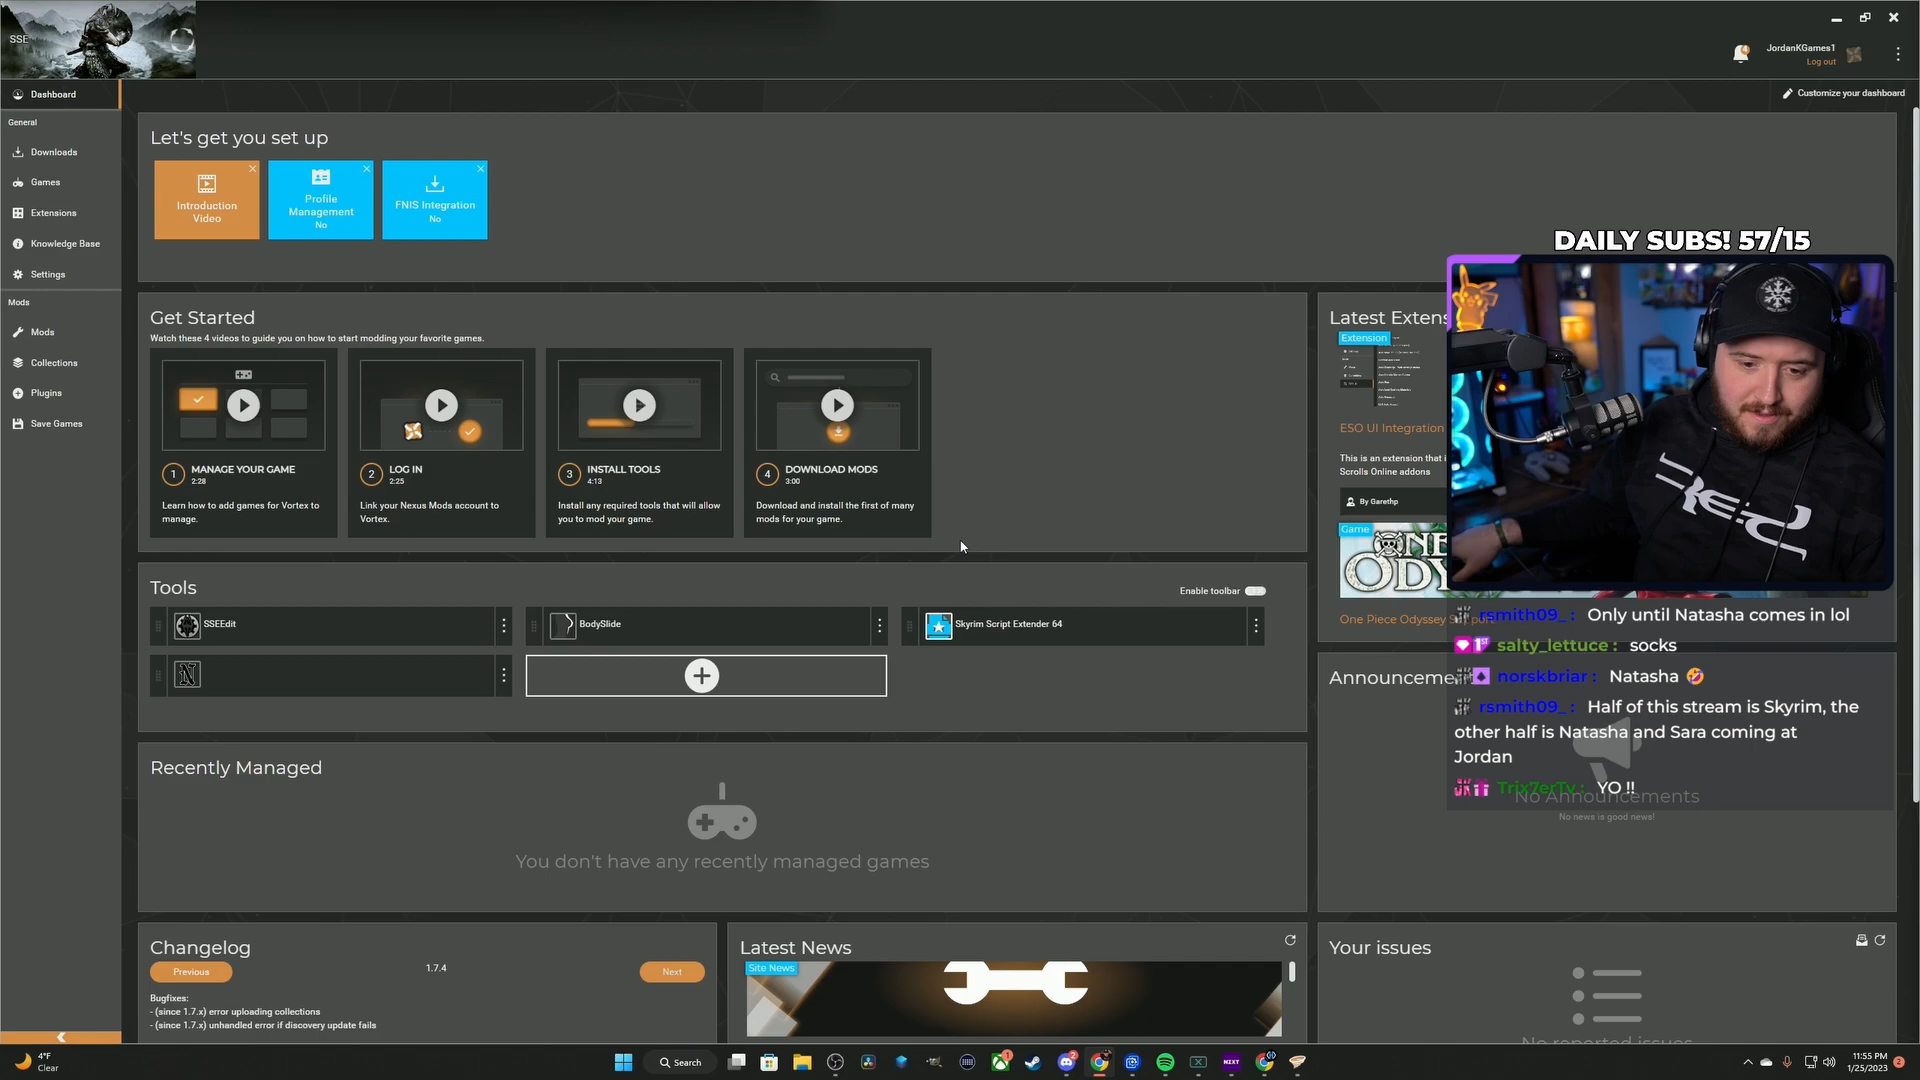 SSE
JordanKGames1
Log out
Dashboard
Customize your dashboard
General
Downloads
Games
Extensions
Knowledge Base
Settings
Mods
Mods
Collections
Plugins
Save Games
Let's get you set up
Introduction
Video
Profile
Management
No
FNIS Integration
No
Get Started
Watch these 4 videos to guide you on how to start modding your favorite games.
1 MANAGE YOUR GAME
2:28
Learn how to add games for Vortex to
manage.
2 LOG IN
2:25
Link your Nexus Mods account to
Vortex.
3 INSTALL TOOLS
4:13
Install any required tools that will allow
you to mod your game.
4 DOWNLOAD MODS
3:00
Download and install the first of many
mods for your game.
Latest Extens
Extension
ESO UI Integration
This is an extension that i
Scrolls Online addons
By Garethp
Game
ONE
ODY
One Piece Odyssey
DAILY SUBS! 57/15
rsmith09_ : Only until Natasha comes in lol
salty_lettuce : socks
norskbriar : Natasha 🤣
rsmith09_ : Half of this stream is Skyrim, the
other half is Natasha and Sara coming at
Jordan
Trix7erTv : YO !!
Tools
Enable toolbar
SSEEdit
BodySlide
Skyrim Script Extender 64
N
Announceme
No Announcements
No news is good news!
Recently Managed
You don't have any recently managed games
Changelog
Previous
1.7.4
Next
Bugfixes:
- (since 1.7.x) error uploading collections
- (since 1.7.x) unhandled error if discovery update fails
Latest News
Site News
Your issues
No reported issues
4°F
Clear
Search
NZXT
11:55 PM
1/25/2023
2